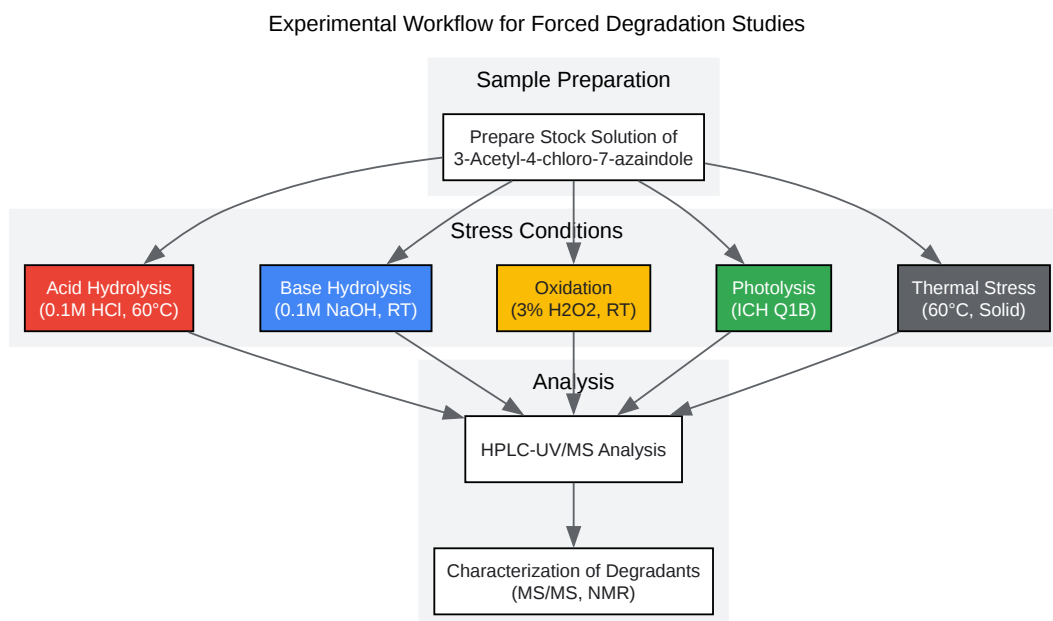 Experimental Workflow for Forced Degradation Studies
Sample Preparation
Prepare Stock Solution of
3-Acetyl-4-chloro-7-azaindole
Stress Conditions
Acid Hydrolysis
(0.1M HCl, 60°C)
Base Hydrolysis
(0.1M NaOH, RT)
Oxidation
(3% H2O2, RT)
Photolysis
(ICH Q1B)
Thermal Stress
(60°C, Solid)
Analysis
HPLC-UV/MS Analysis
Characterization of Degradants
(MS/MS, NMR)